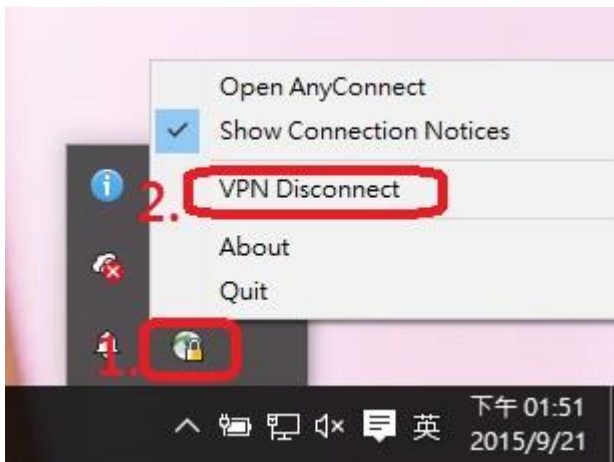 Open AnyConnect
Show Connection Notices
2.
VPN Disconnect
About
Quit
1.
英
下午 01:51
2015/9/21